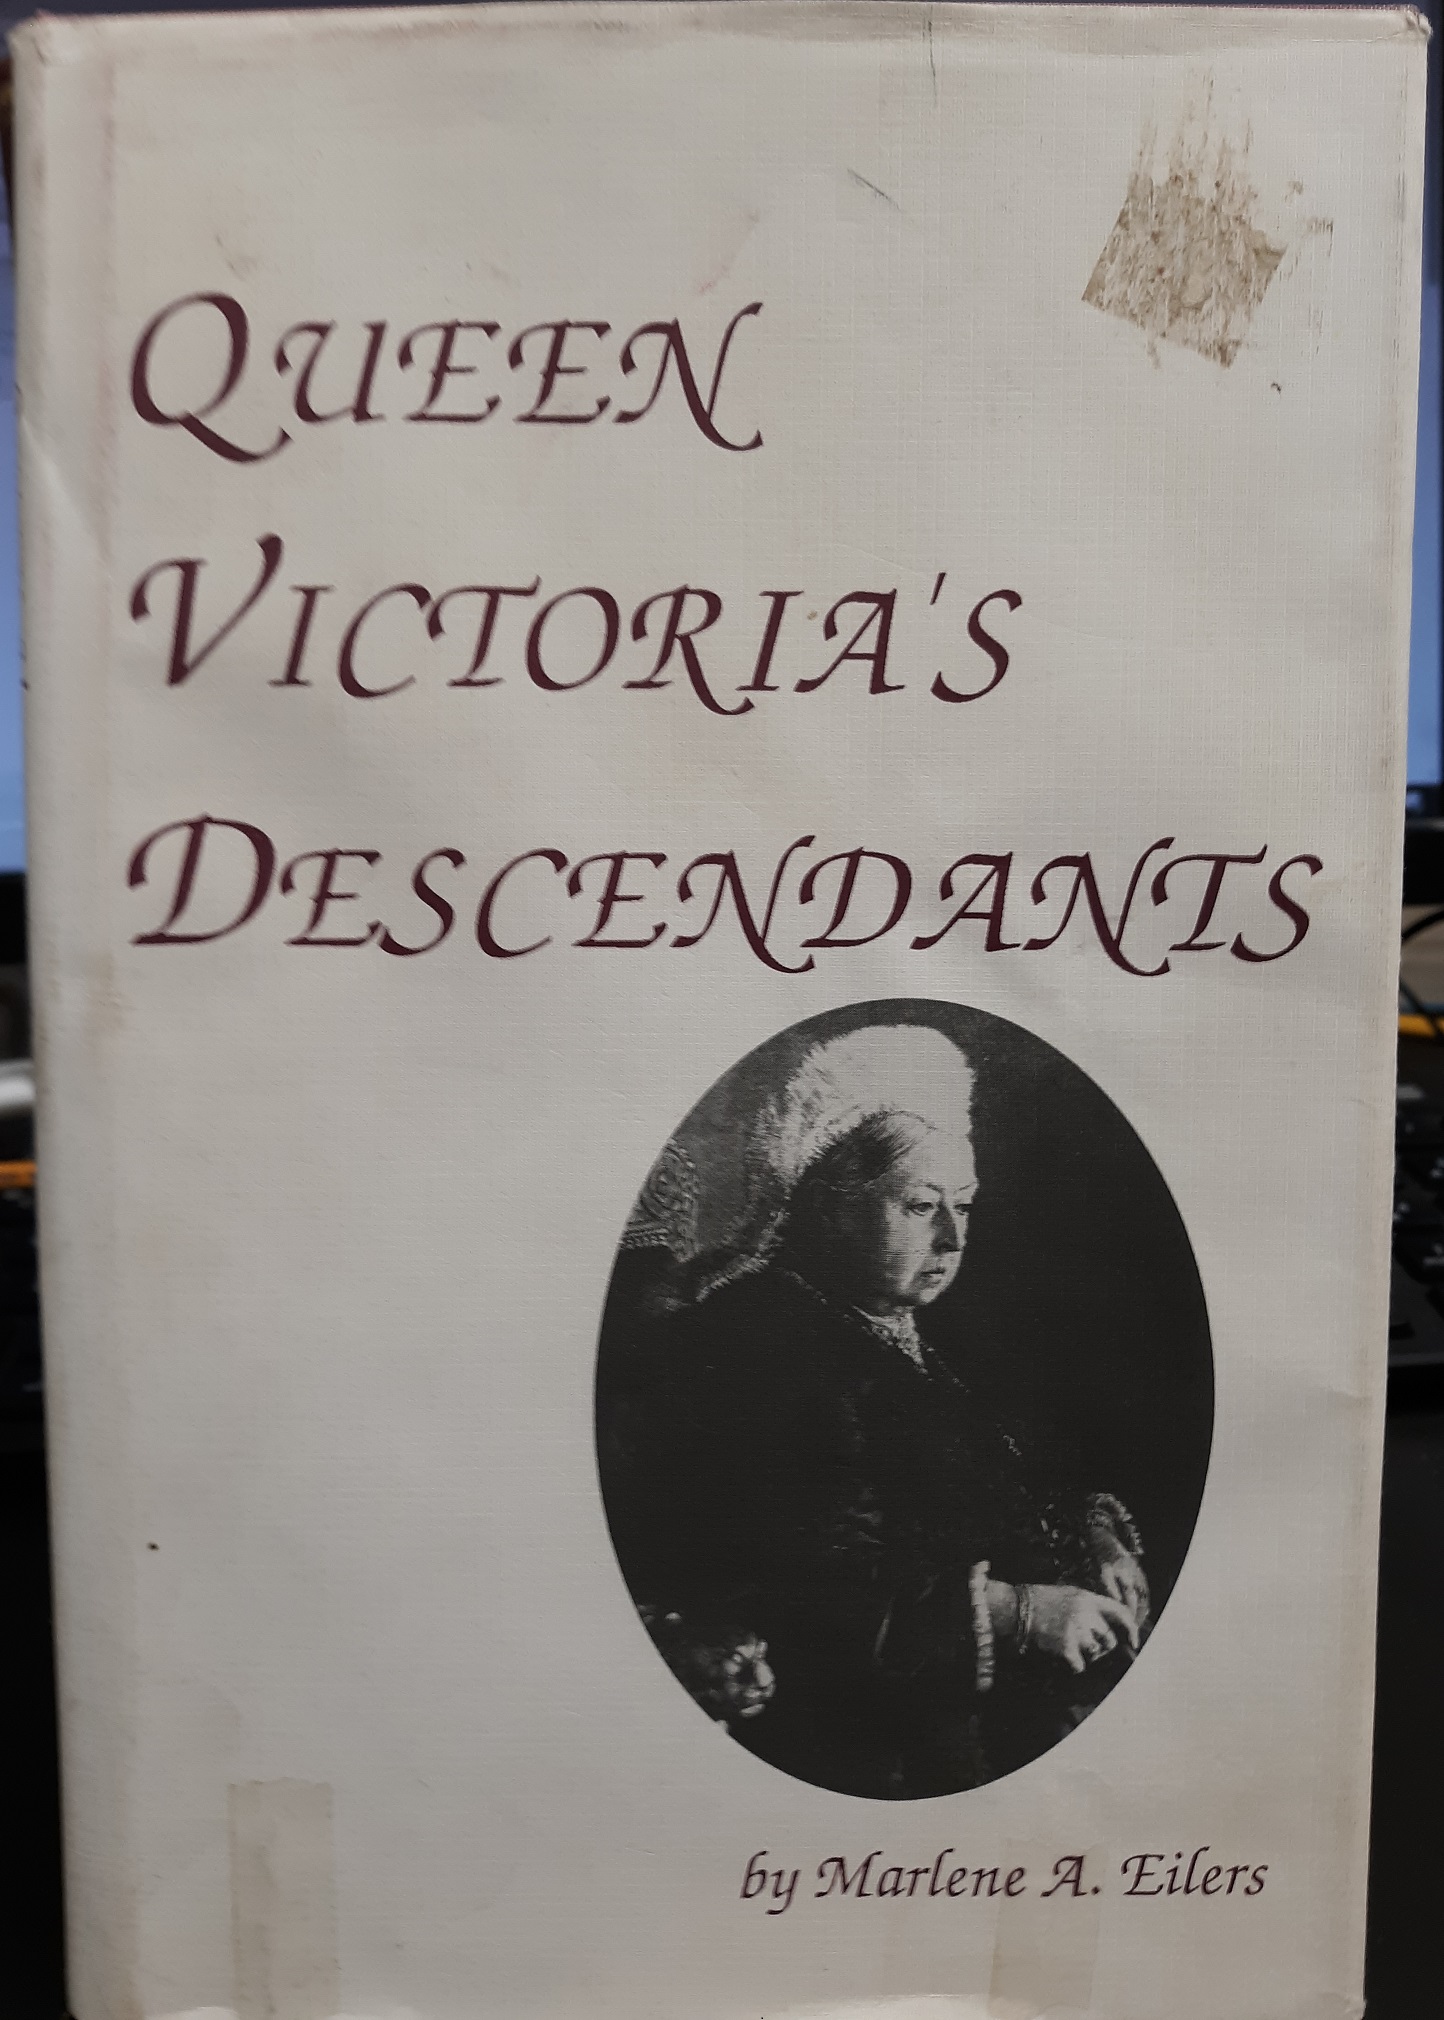 QUEEN
VICTORIA'S
DESCENDANTS
by Marlene A. Eilers